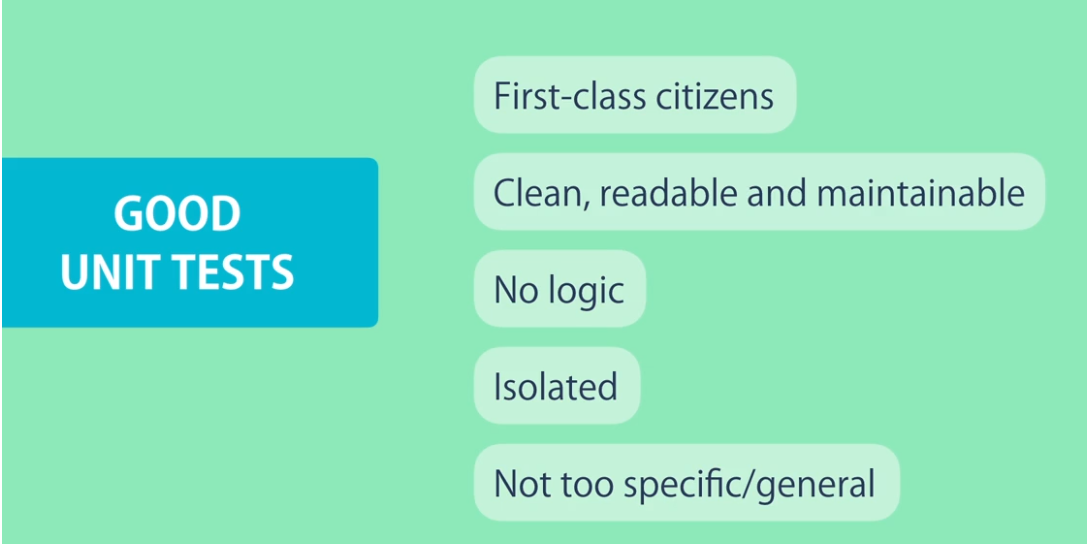 GOOD
UNIT TESTS
First-class citizens
Clean, readable and maintainable
No logic
Isolated
Not too specific/general